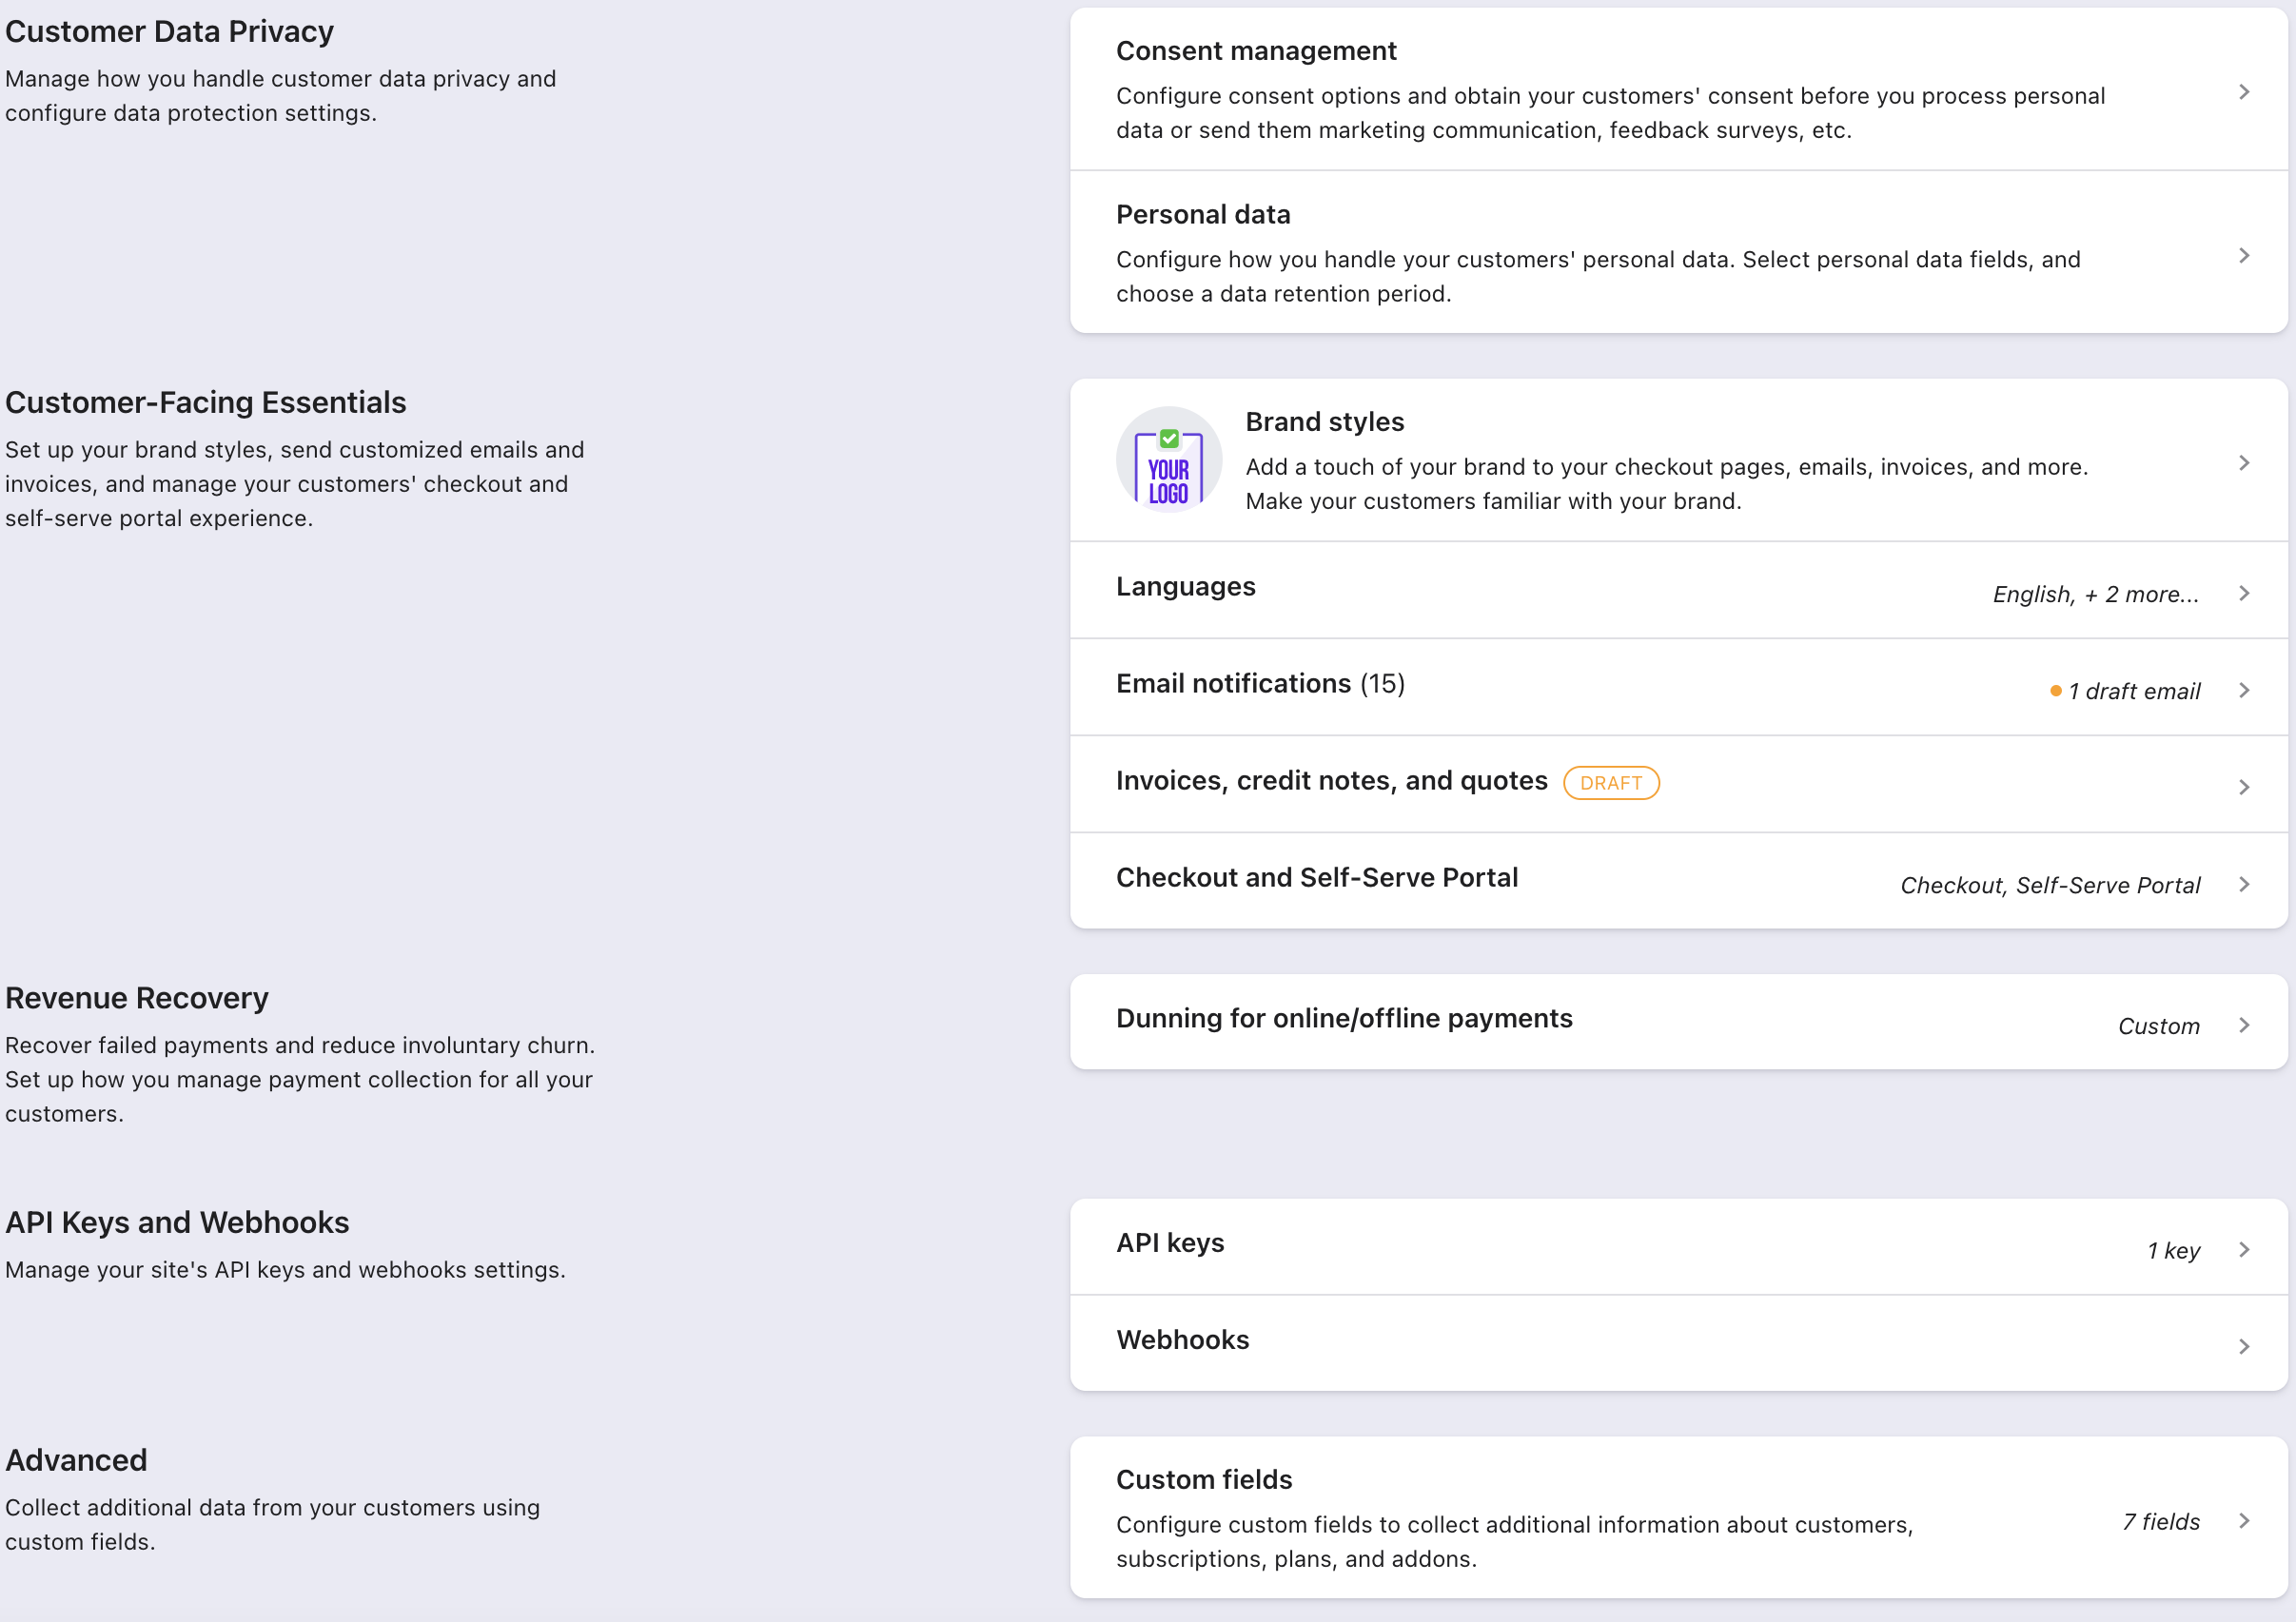 Customer Data Privacy
Manage how you handle customer data privacy and
configure data protection settings.
Consent management
Configure consent options and obtain your customers' consent before you process personal
data or send them marketing communication, feedback surveys, etc.
Personal data
Configure how you handle your customers' personal data. Select personal data fields, and
choose a data retention period.
Customer-Facing Essentials
Set up your brand styles, send customized emails and
invoices, and manage your customers' checkout and
self-serve portal experience.
YOUR
LOGO
Brand styles
Add a touch of your brand to your checkout pages, emails, invoices, and more.
Make your customers familiar with your brand.
Languages English, + 2 more...
Email notifications (15) 1 draft email
Invoices, credit notes, and quotes DRAFT
Checkout and Self-Serve Portal Checkout, Self-Serve Portal
Revenue Recovery
Recover failed payments and reduce involuntary churn.
Set up how you manage payment collection for all your
customers.
Dunning for online/offline payments Custom
API Keys and Webhooks
Manage your site's API keys and webhooks settings.
API keys 1 key
Webhooks
Advanced
Collect additional data from your customers using
custom fields.
Custom fields
Configure custom fields to collect additional information about customers,
subscriptions, plans, and addons.
7 fields